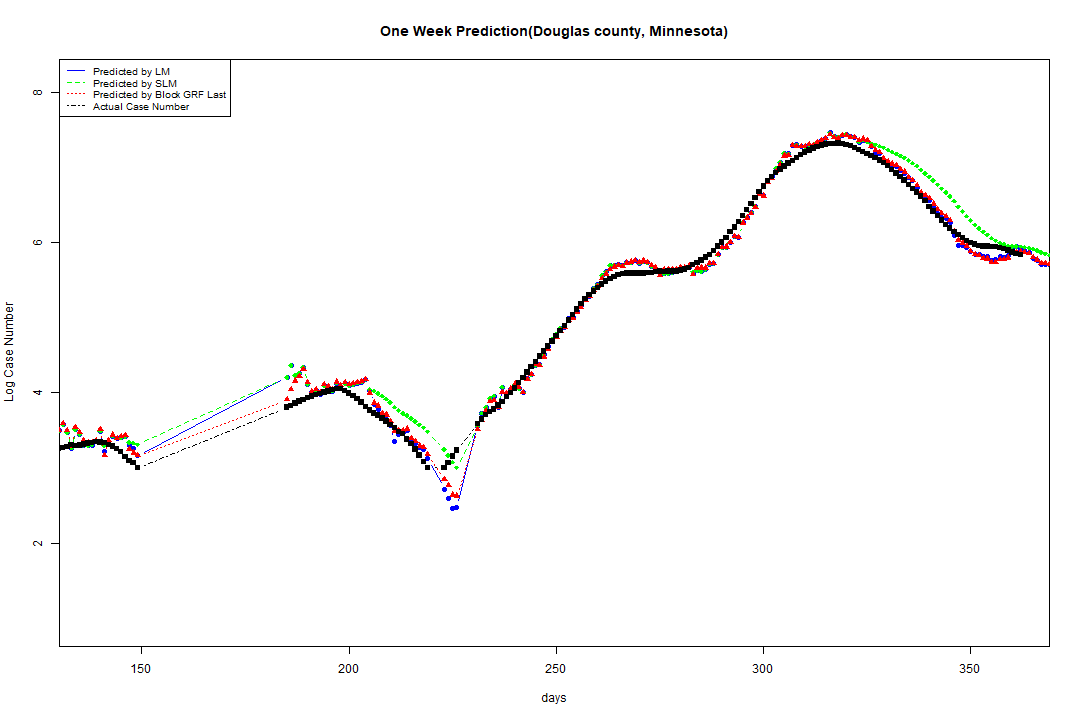 One Week Prediction(Douglas county, Minnesota)
Predicted by LM
Predicted by SLM
Predicted by Block GRF Last
Actual Case Number
8
6
4
2
Log Case Number
150 200 250 300 350
days